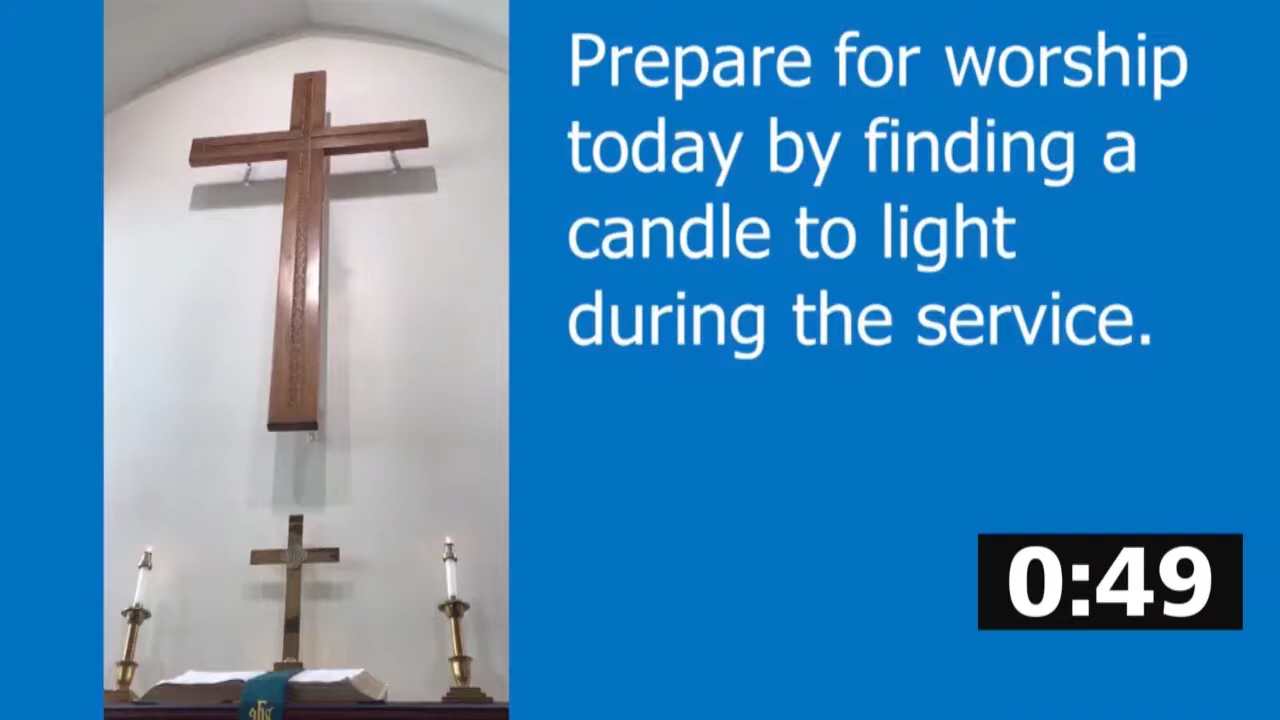 Prepare for worship
today by finding a
candle to light
during the service.
0:49